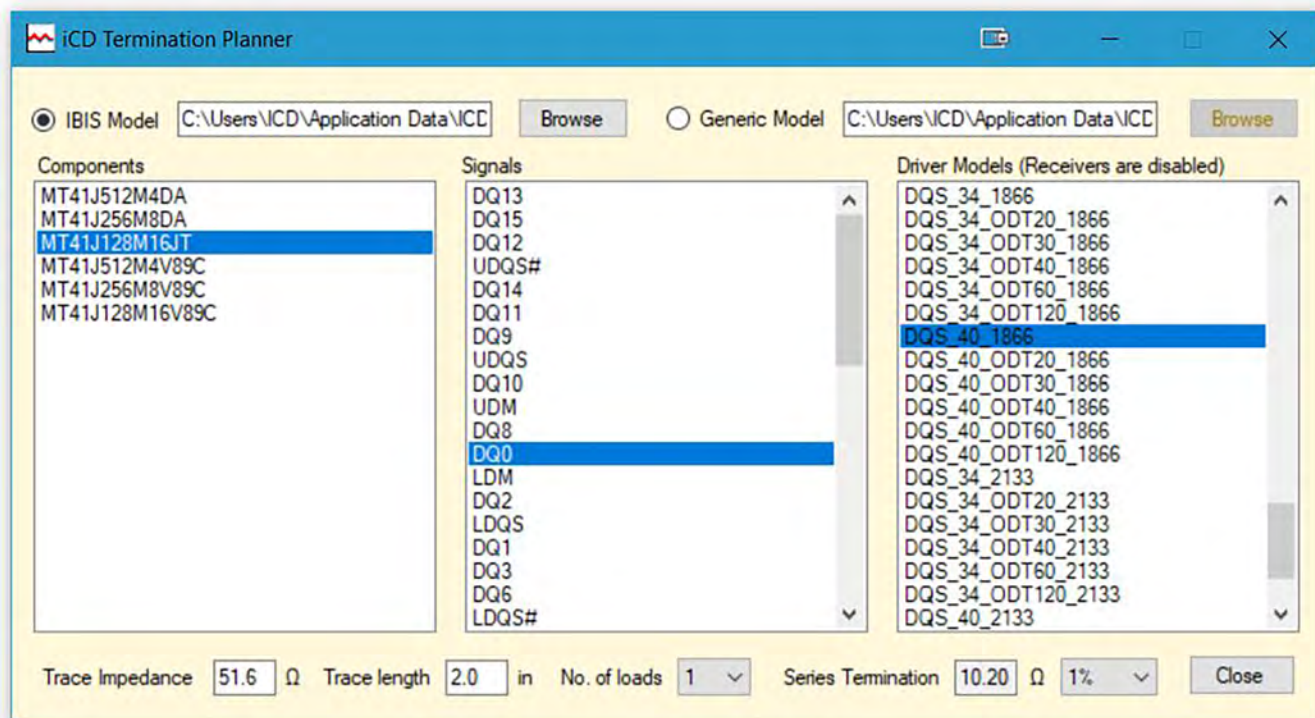 iCD Termination Planner
IBIS Model C:\Users\ICD\Application Data\ICD Browse Generic Model C:\Users\ICD\Application Data\ICD Browse
Components
MT41J512M4DA
MT41J256M8DA
MT41J128M16JT
MT41J512M4V89C
MT41J256M8V89C
MT41J128M16V89C
Signals
DQ13
DQ15
DQ12
UDQS#
DQ14
DQ11
DQ9
UDQS
DQ10
UDM
DQ8
DQ0
LDM
DQ2
LDQS
DQ1
DQ3
DQ6
LDQS#
Driver Models (Receivers are disabled)
DQS_34_1866
DQS_34_ODT20_1866
DQS_34_ODT30_1866
DQS_34_ODT40_1866
DQS_34_ODT60_1866
DQS_34_ODT120_1866
DQS_40_1866
DQS_40_ODT20_1866
DQS_40_ODT30_1866
DQS_40_ODT40_1866
DQS_40_ODT60_1866
DQS_40_ODT120_1866
DQS_34_2133
DQS_34_ODT20_2133
DQS_34_ODT30_2133
DQS_34_ODT40_2133
DQS_34_ODT60_2133
DQS_34_ODT120_2133
DQS_40_2133
Trace Impedance 51.6 Ω Trace length 2.0 in No. of loads 1 Series Termination 10.20 Ω 1% Close